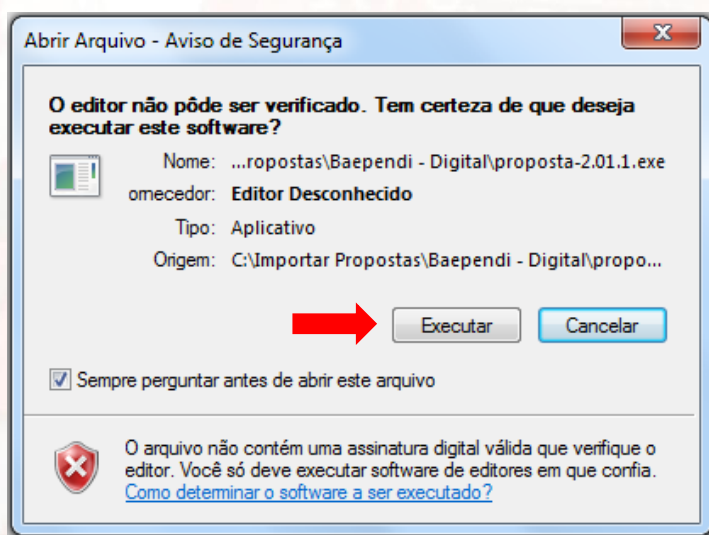 Abrir Arquivo - Aviso de Segurança
O editor não pôde ser verificado. Tem certeza de que deseja
executar este software?
Nome: ...ropostas\Baependi - Digital\proposta-2.01.1.exe
omecedor: Editor Desconhecido
Tipo: Aplicativo
Origem: C:\Importar Propostas\Baependi - Digital\propo...
Executar Cancelar
Sempre perguntar antes de abrir este arquivo
O arquivo não contém uma assinatura digital válida que verifique o
editor. Você só deve executar software de editores em que confia.
Como determinar o software a ser executado?